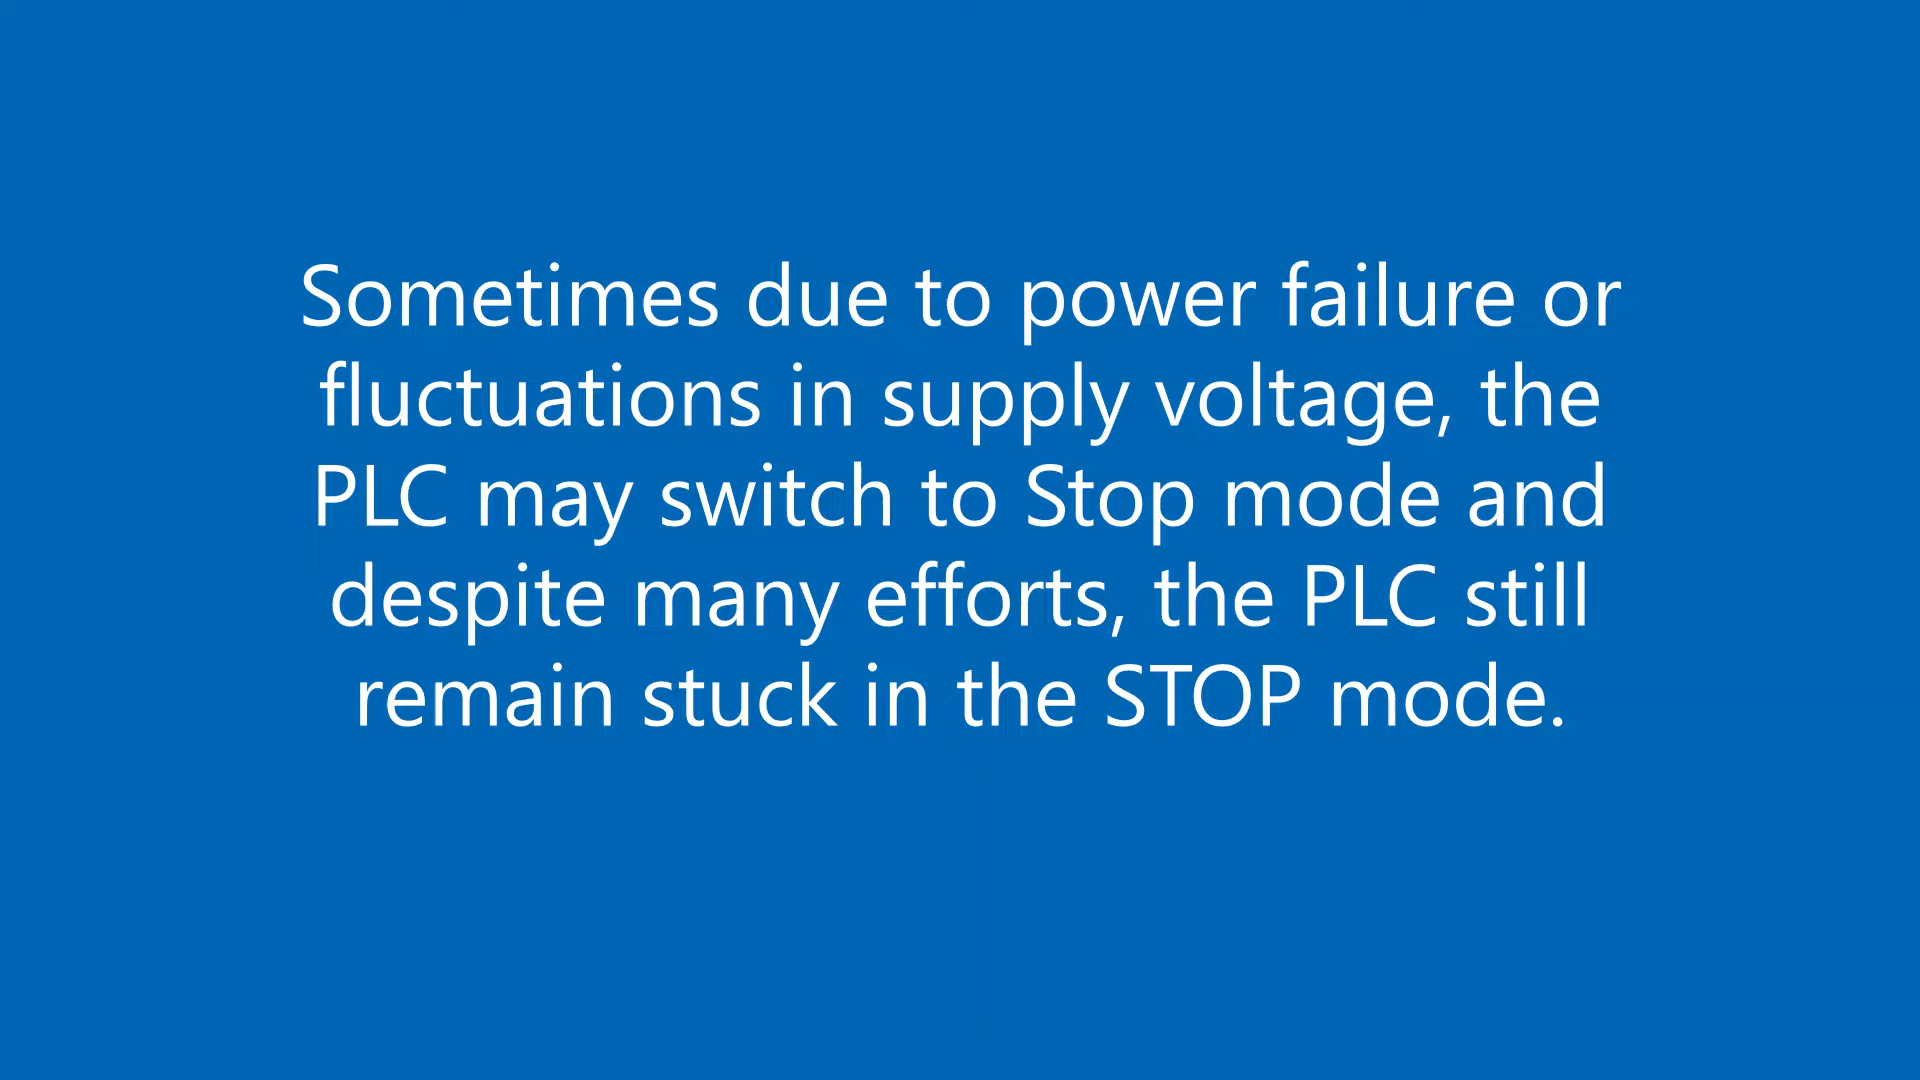 Sometimes due to power failure or
fluctuations in supply voltage, the
PLC may switch to Stop mode and
despite many efforts, the PLC still
remain stuck in the STOP mode.